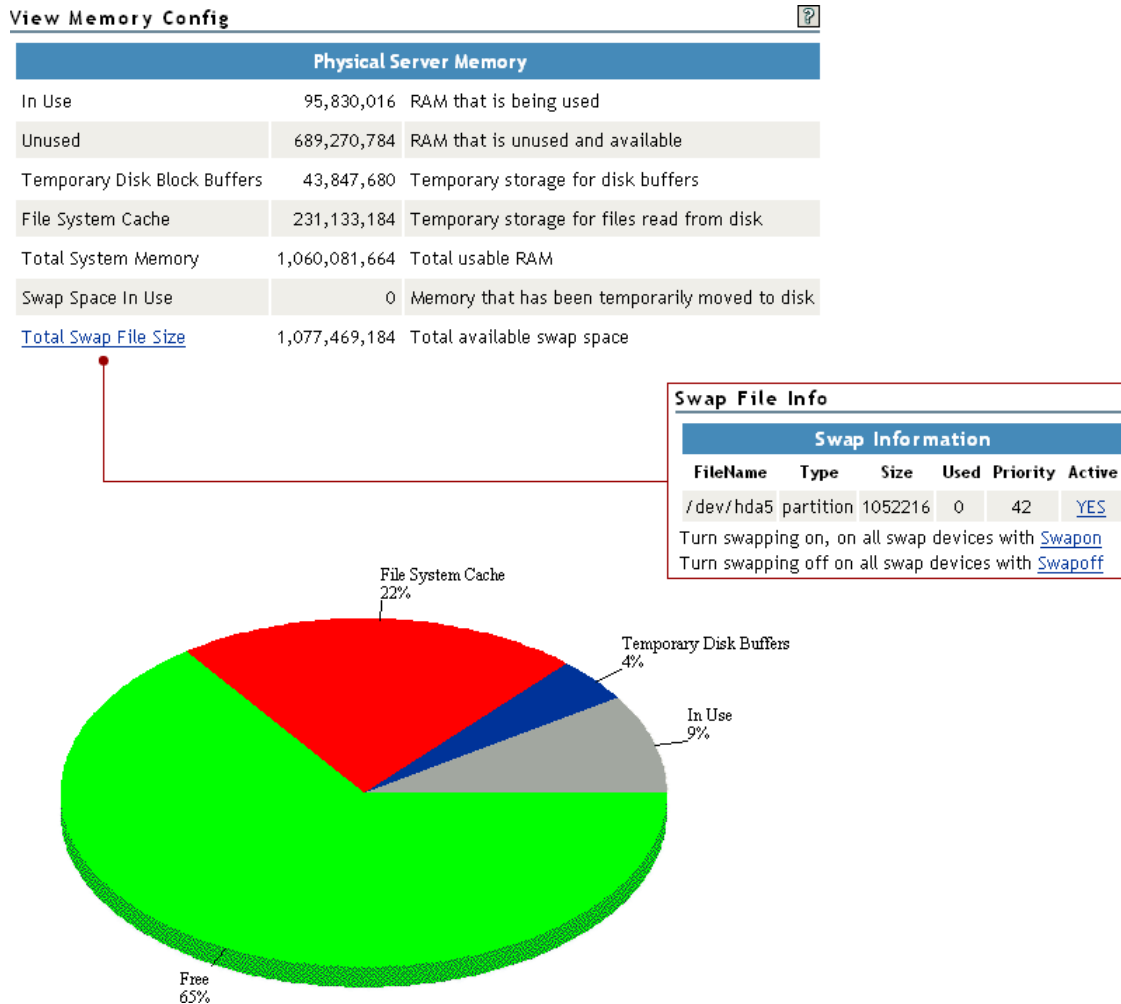 View Memory Config
?
Physical Server Memory
In Use 95,830,016 RAM that is being used
Unused 689,270,784 RAM that is unused and available
Temporary Disk Block Buffers 43,847,680 Temporary storage for disk buffers
File System Cache 231,133,184 Temporary storage for files read from disk
Total System Memory 1,060,081,664 Total usable RAM
Swap Space In Use 0 Memory that has been temporarily moved to disk
Total Swap File Size 1,077,469,184 Total available swap space
Swap File Info
Swap Information
FileName Type Size Used Priority Active
/dev/hda5 partition 1052216 0 42 YES
Turn swapping on, on all swap devices with Swapon
Turn swapping off on all swap devices with Swapoff
File System Cache
22%
Temporary Disk Buffers
4%
In Use
9%
Free
65%